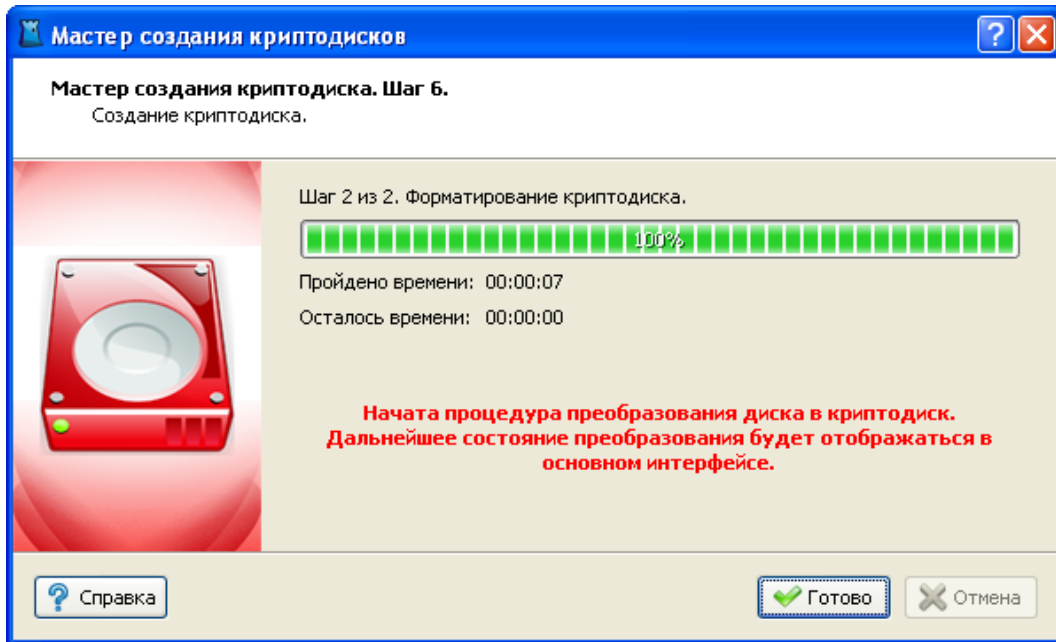 Мастер создания криптодисков
Мастер создания криптодиска. Шаг 6.
Создание криптодиска.
Шаг 2 из 2. Форматирование криптодиска.
100%
Пройдено времени: 00:00:07
Осталось времени: 00:00:00
Начата процедура преобразования диска в криптодиск.
Дальнейшее состояние преобразования будет отображаться в
основном интерфейсе.
Справка
Готово
Отмена